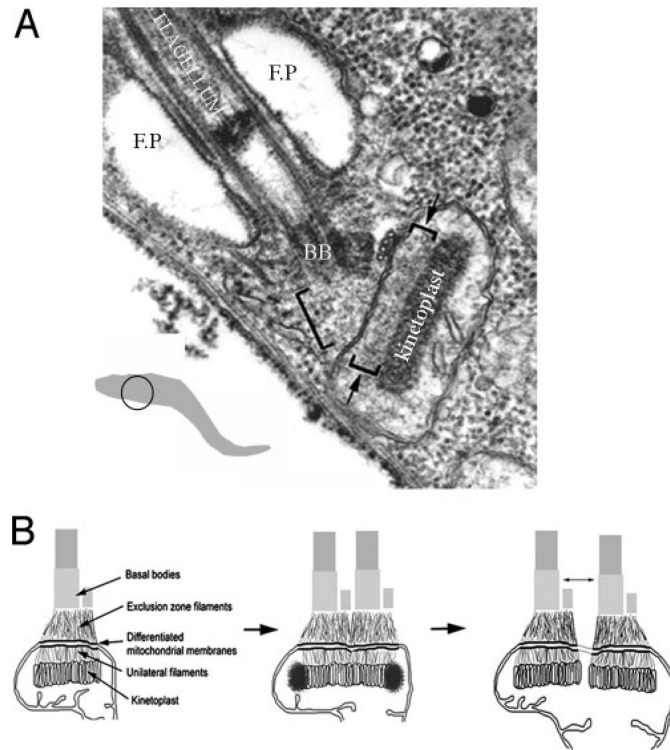 A
FLAGELLUM
F.P
F.P
BB
kinetoplast
B
Basal bodies
Exclusion zone filaments
Differentiated
mitochondrial membranes
Unilateral filaments
Kinetoplast